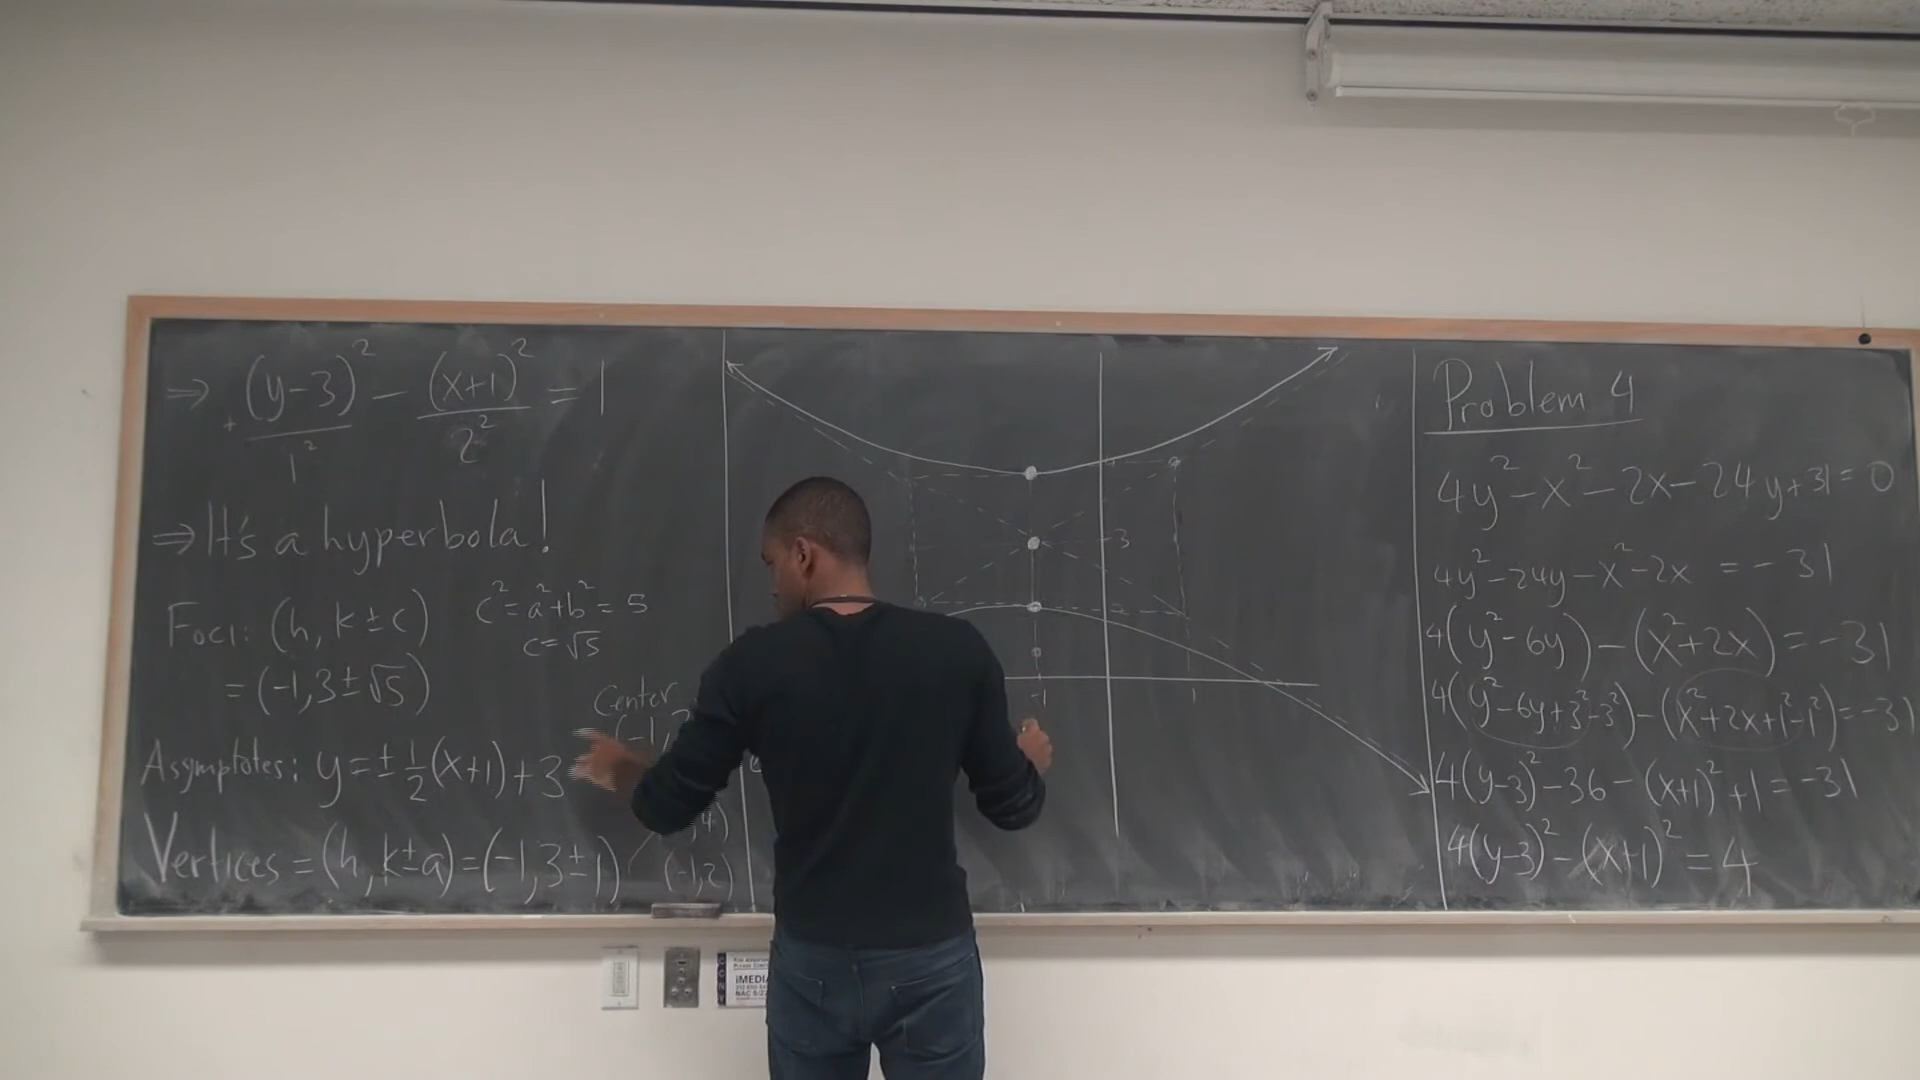 ⇒ (y-3)²/1² - (x+1)²/2² = 1
⇒ It's a hyperbola!
Foci: (h, k±c)
= (-1, 3±√5)
c² = a² + b² = 5
c = √5
Center
Asymptotes: y = ± 1/2 (x+1) + 3
Vertices = (h, k±a) = (-1, 3±1)
(-1,2)
3
-1
1
Problem 4
4y² - x² - 2x - 24y + 31 = 0
4y² - 24y - x² - 2x = -31
4(y² - 6y) - (x² + 2x) = -31
4(y² - 6y + 3² - 3²) - (x² + 2x + 1² - 1²) = -31
4(y-3)² - 36 - (x+1)² + 1 = -31
4(y-3)² - (x+1)² = 4
iMEDIA